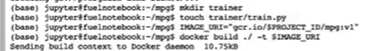 (base) jupyter@fuelnotebook:~/mpg$ mkdir trainer
(base) jupyter@fuelnotebook:~/mpg$ touch trainer/train.py
(base) jupyter@fuelnotebook:~/mpg$ IMAGE_URI="gcr.io/$PROJECT_ID/mpg:v1"
(base) jupyter@fuelnotebook:~/mpg$ docker build ./ -t $IMAGE_URI
Sending build context to Docker daemon  10.75kB